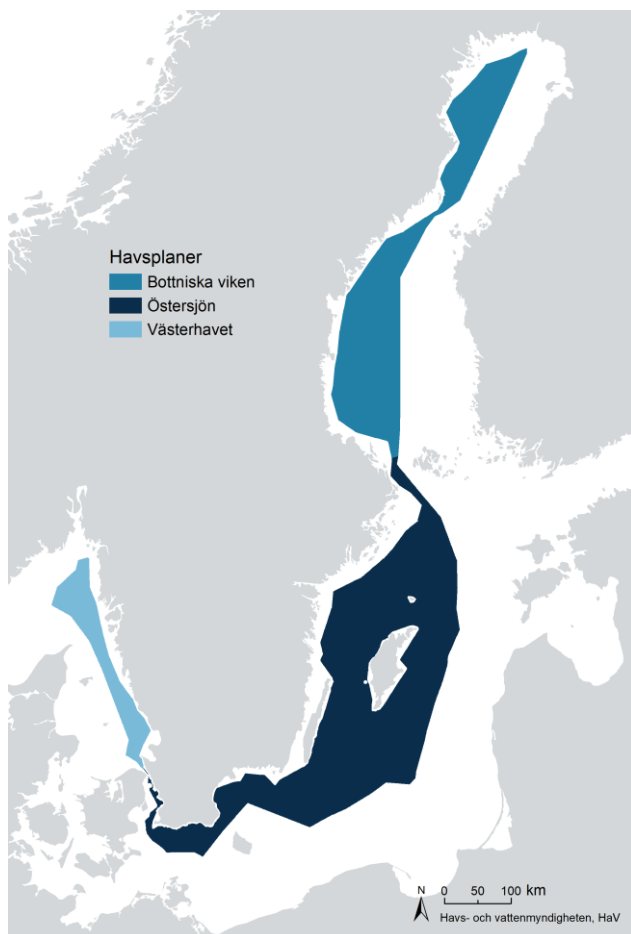 Havsplaner
Bottniska viken
Östersjön
Västerhavet
N
0 50 100 km
Havs- och vattenmyndigheten, HaV